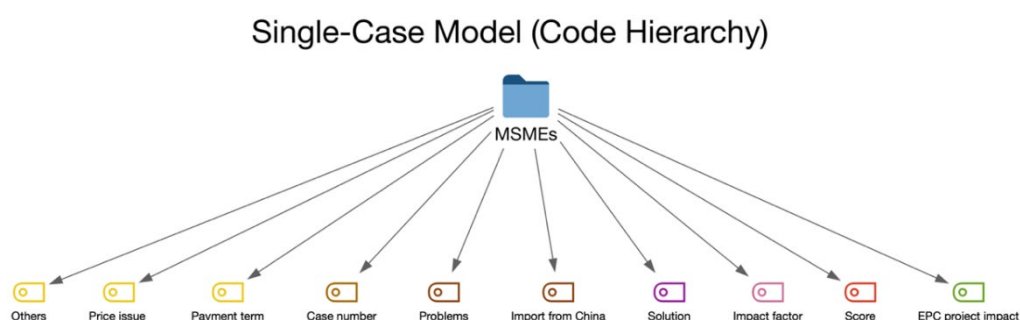 Single-Case Model (Code Hierarchy)
MSMEs
Others
Price issue
Payment term
Case number
Problems
Import from China
Solution
Impact factor
Score
EPC project impact